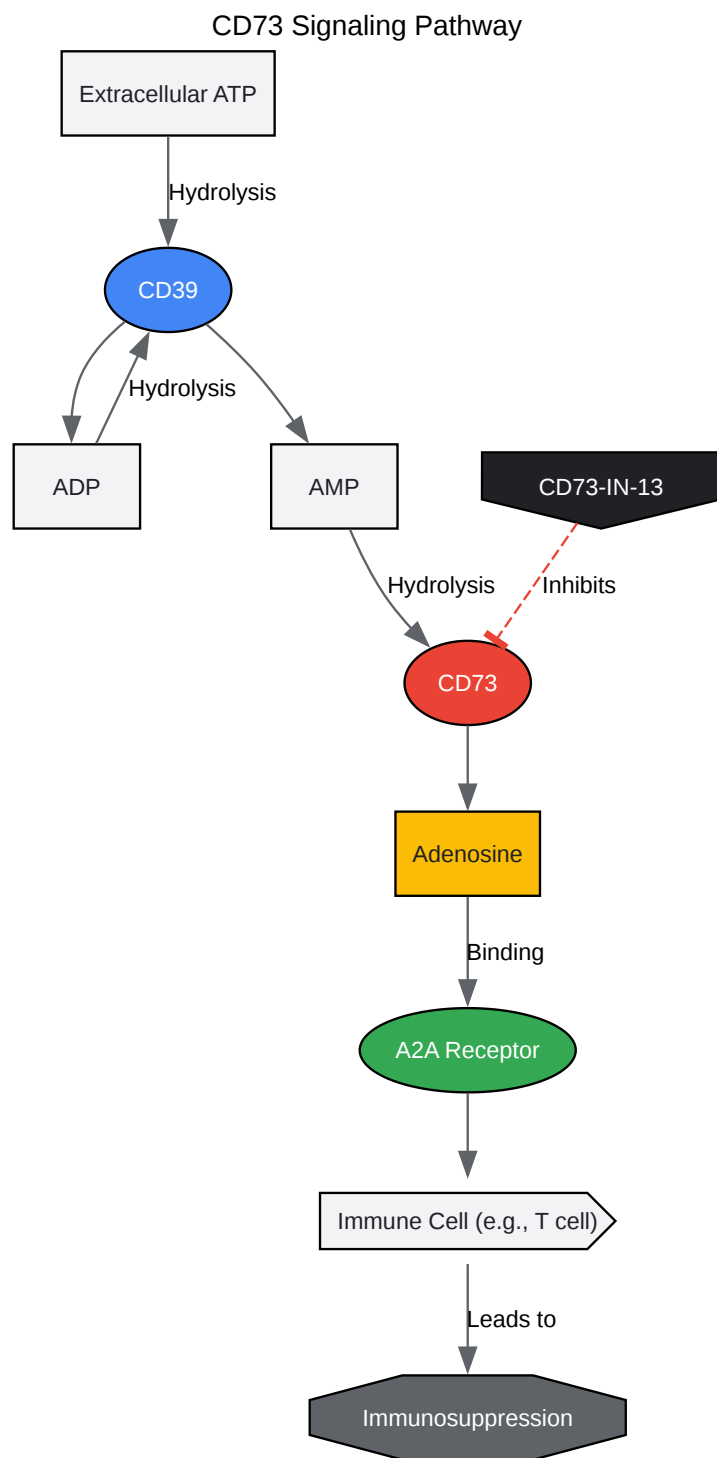 CD73 Signaling Pathway
Extracellular ATP
Hydrolysis
CD39
Hydrolysis
ADP
AMP
CD73-IN-13
Hydrolysis
Inhibits
CD73
Adenosine
Binding
A2A Receptor
Immune Cell (e.g., T cell)
Leads to
Immunosuppression